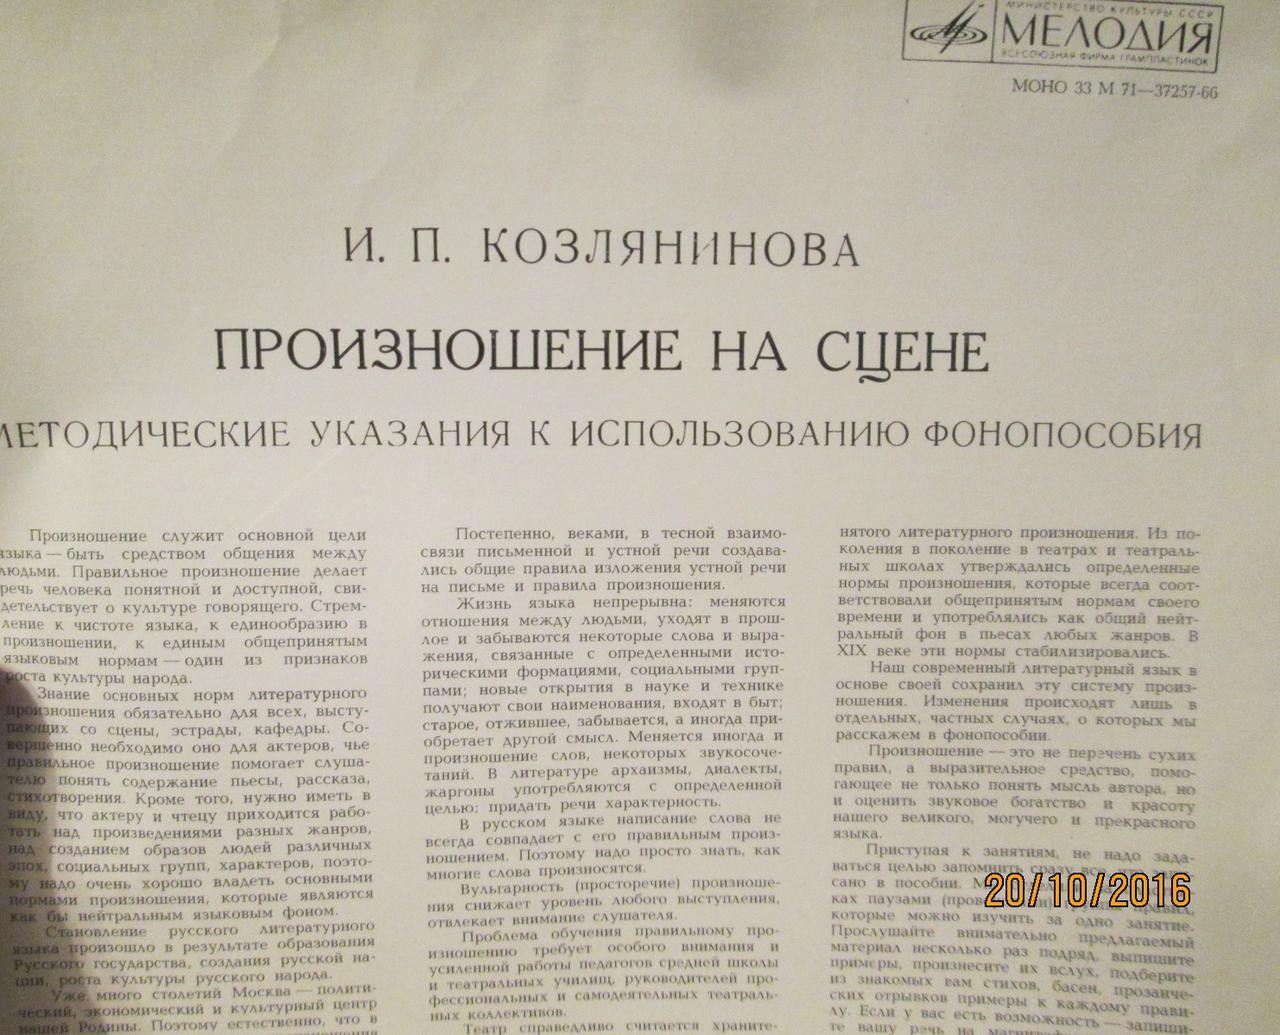 МИНИСТЕРСТВО КУЛЬТУРЫ СССР
МЕЛОДИЯ
ВСЕСОЮЗНАЯ ФИРМА ГРАМПЛАСТИНОК
МОНО 33 М 71—37257-66
И. П. КОЗЛЯНИНОВА
ПРОИЗНОШЕНИЕ НА СЦЕНЕ
МЕТОДИЧЕСКИЕ УКАЗАНИЯ К ИСПОЛЬЗОВАНИЮ ФОНОПОСОБИЯ
Произношение служит основной цели
языка — быть средством общения между
людьми. Правильное произношение делает
речь человека понятной и доступной, сви-
детельствует о культуре говорящего. Стрем-
ление к чистоте языка, к единообразию в
произношении, к единым общепринятым
языковым нормам — один из признаков
роста культуры народа.
Знание основных норм литературного
произношения обязательно для всех, высту-
пающих со сцены, эстрады, кафедры. Со-
вершенно необходимо оно для актеров, чье
правильное произношение помогает слуша-
телю понять содержание пьесы, рассказа,
стихотворения. Кроме того, нужно иметь в
виду, что актеру и чтецу приходится рабо-
тать над произведениями разных жанров,
над созданием образов людей различных
эпох, социальных групп, характеров, поэто-
му надо очень хорошо владеть основными
нормами произношения, которые являются
как бы нейтральным языковым фоном.
Становление русского литературного
языка произошло в результате образования
Русского государства, создания русской на-
ции, роста культуры русского народа.
Уже много столетий Москва — полити-
ческий, экономический и культурный центр
нашей Родины. Поэтому естественно, что в
Постепенно, веками, в тесной взаимо-
связи письменной и устной речи создава-
лись общие правила изложения устной речи
на письме и правила произношения.
Жизнь языка непрерывна: меняются
отношения между людьми, уходят в прош-
лое и забываются некоторые слова и выра-
жения, связанные с определенными исто-
рическими формациями, социальными груп-
пами; новые открытия в науке и технике
получают свои наименования, входят в быт;
старое, отжившее, забывается, а иногда при-
обретает другой смысл. Меняется иногда и
произношение слов, некоторых звукосоче-
таний. В литературе архаизмы, диалекты,
жаргоны употребляются с определенной
целью: придать речи характерность.
В русском языке написание слова не
всегда совпадает с его правильным произ-
ношением. Поэтому надо просто знать, как
многие слова произносятся.
Вульгарность (просторечие) произноше-
ния снижает уровень любого выступления,
отвлекает внимание слушателя.
Проблема обучения правильному про-
изношению требует особого внимания и
усиленной работы педагогов средней школы
и театральных училищ, руководителей про-
фессиональных и самодеятельных театраль-
ных коллективов.
Театр справедливо считается храните-
нятого литературного произношения. Из по-
коления в поколение в театрах и театраль-
ных школах утверждались определенные
нормы произношения, которые всегда соот-
ветствовали общепринятым нормам своего
времени и употреблялись как общий нейт-
ральный фон в пьесах любых жанров. В
XIX веке эти нормы стабилизировались.
Наш современный литературный язык в
основе своей сохранил эту систему произ-
ношения. Изменения происходят лишь в
отдельных, частных случаях, о которых мы
расскажем в фонопособии.
Произношение — это не перечень сухих
правил, а выразительное средство, помо-
гающее не только понять мысль автора, но
и оценить звуковое богатство и красоту
нашего великого, могучего и прекрасного
языка.
Приступая к занятиям, не надо зада-
ваться целью запомнить сразу все, что
сано в пособии.
ках паузами правил,
которые можно изучить за одно занятие.
Прослушайте внимательно предлагаемый
материал несколько раз подряд, выпишите
примеры, произнесите их вслух, подберите
из знакомых вам стихов, басен, прозаиче-
ских отрывков примеры к каждому прави-
лу. Если у вас есть возможность — запиши
те вашу речь на
20/10/2016